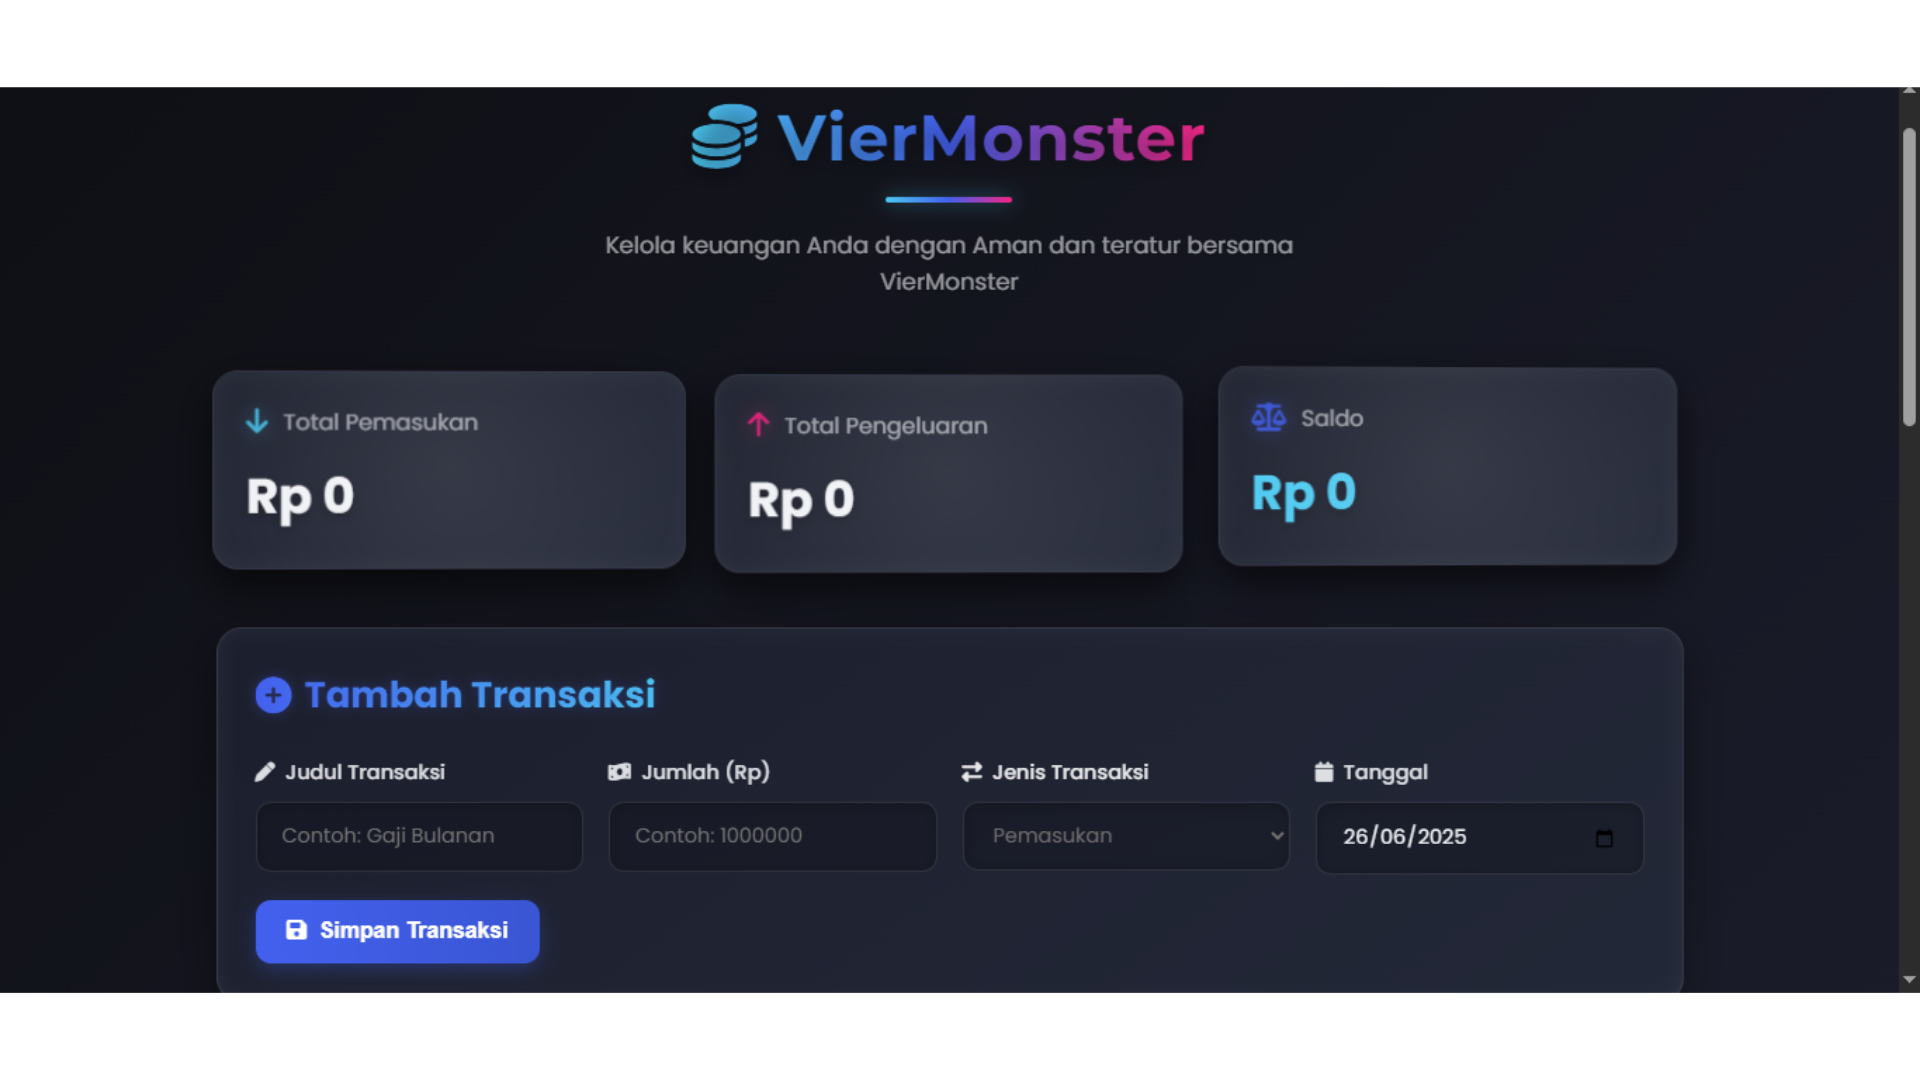 VierMonster
Kelola keuangan Anda dengan Aman dan teratur bersama
VierMonster
Total Pemasukan
Rp 0
Total Pengeluaran
Rp 0
Saldo
Rp 0
Tambah Transaksi
Judul Transaksi
Contoh: Gaji Bulanan
Jumlah (Rp)
Contoh: 1000000
Jenis Transaksi
Pemasukan
Tanggal
26/06/2025
Simpan Transaksi